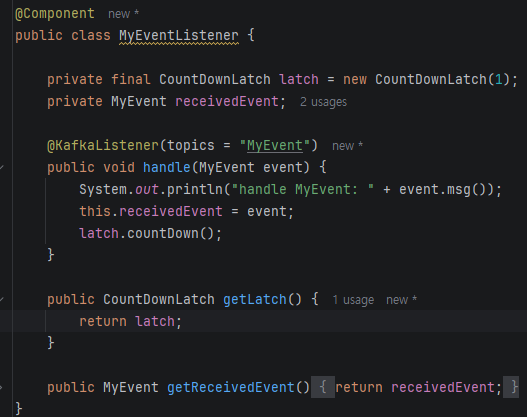 @Component new *
public class MyEventListener {
private final CountDownLatch latch = new CountDownLatch(1);
private MyEvent receivedEvent; 2 usages
@KafkaListener(topics = "MyEvent") new *
public void handle(MyEvent event) {
System.out.println("handle MyEvent: " + event.msg());
this.receivedEvent = event;
latch.countDown();
}
public CountDownLatch getLatch() { 1 usage new *
return latch;
}
public MyEvent getReceivedEvent() { return receivedEvent; }
}